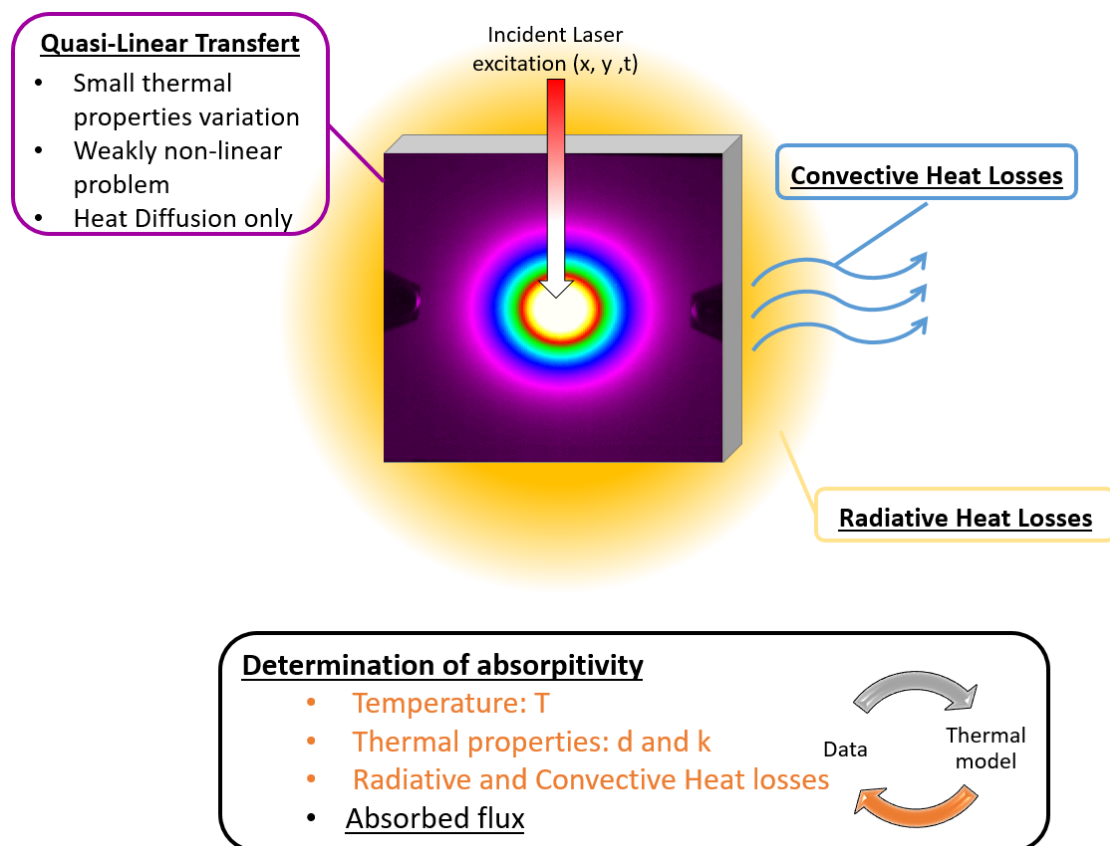 Quasi-Linear Transfert
• Small thermal
properties variation
• Weakly non-linear
problem
• Heat Diffusion only
Incident Laser
excitation (x, y ,t)
Convective Heat Losses
Radiative Heat Losses
Determination of absorpitivity
• Temperature: T
• Thermal properties: d and k
• Radiative and Convective Heat losses
• Absorbed flux
Data
Thermal
model